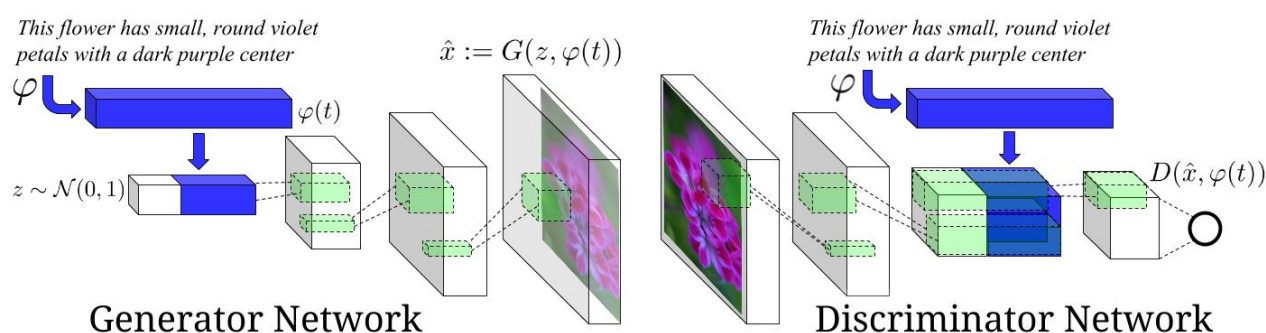 This flower has small, round violet
petals with a dark purple center
φ
φ(t)
z ∼ 𝒩(0, 1)
x̂ := G(z, φ(t))
Generator Network
This flower has small, round violet
petals with a dark purple center
φ
D(x̂, φ(t))
Discriminator Network